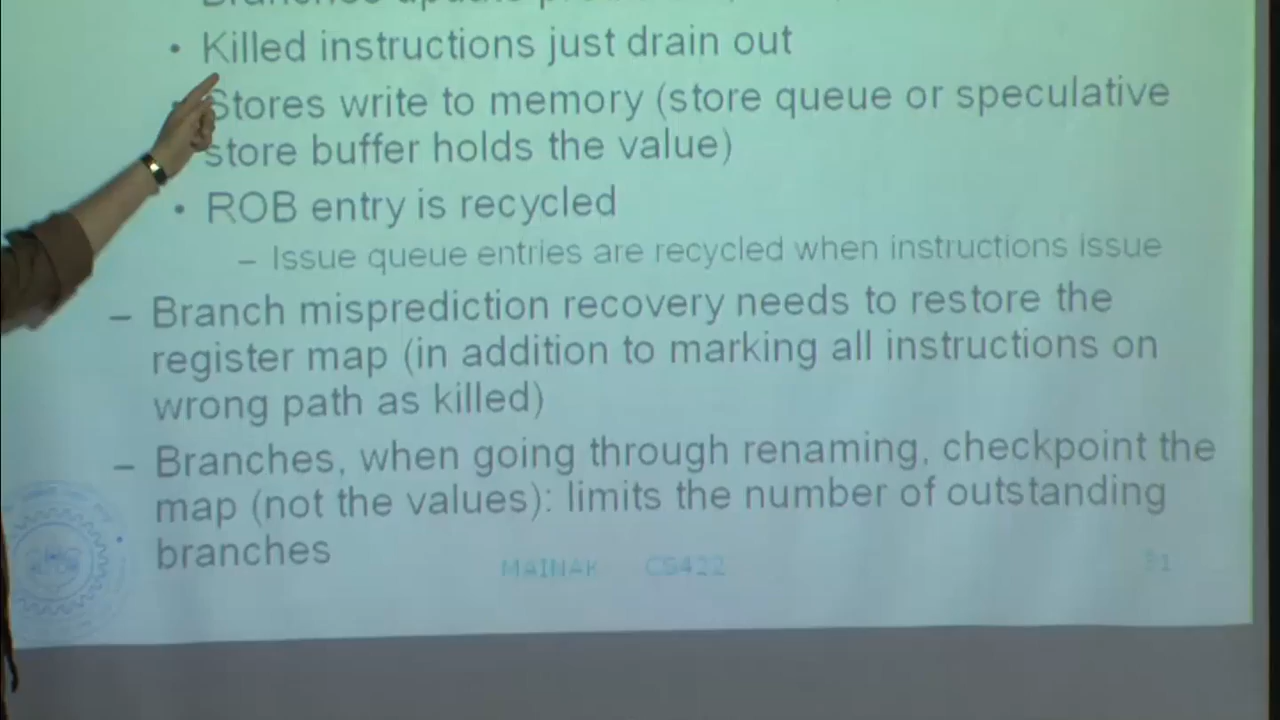 • Killed instructions just drain out
Stores write to memory (store queue or speculative
store buffer holds the value)
• ROB entry is recycled
– Issue queue entries are recycled when instructions issue
– Branch misprediction recovery needs to restore the
register map (in addition to marking all instructions on
wrong path as killed)
– Branches, when going through renaming, checkpoint the
map (not the values): limits the number of outstanding
branches
MAINAK CS422